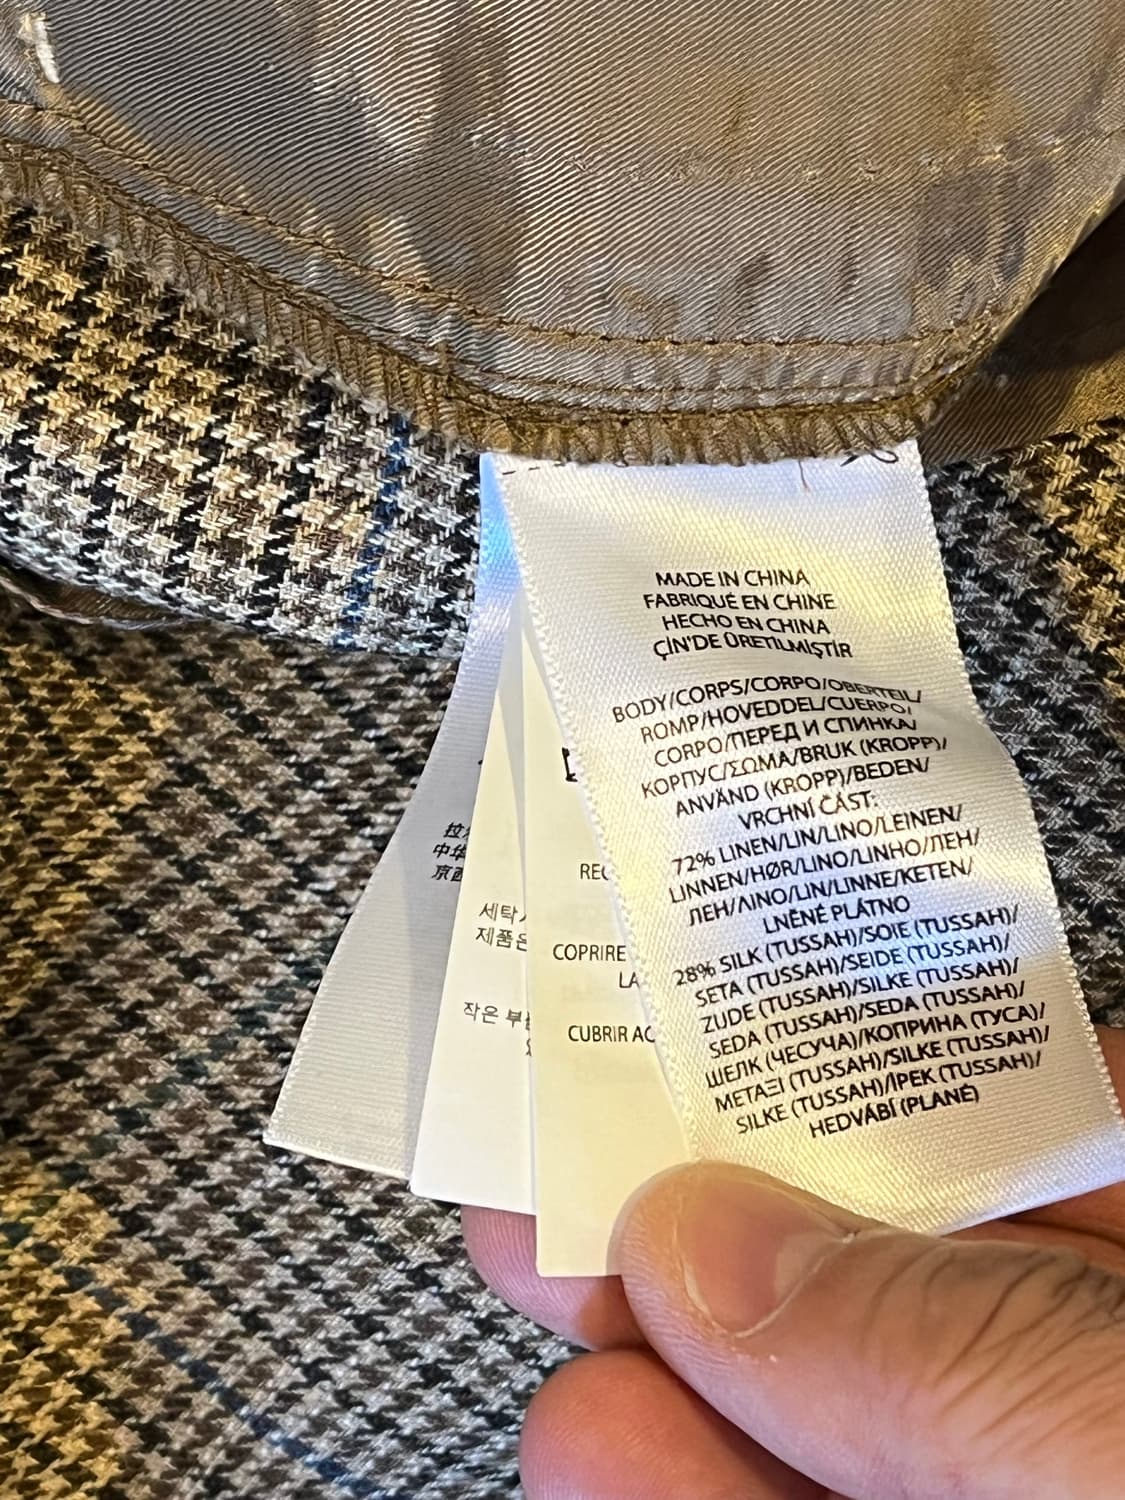 MADE IN CHINA
FABRIQUÉ EN CHINE
HECHO EN CHINA
ÇİN'DE ÜRETİLMİŞTİR
BODY/CORPS/CORPO/OBERTEIL/
ROMP/HOVEDDEL/CUERPO/
CORPO/ПЕРЕД И СПИНКА/
КОРПУС/ΣΩΜΑ/BRUK (KROPP)/
ANVÄND (KROPP)/BEDEN/
VRCHNÍ ČÁST:
72% LINEN/LIN/LINO/LEINEN/
LINNEN/HØR/LINO/LINHO/ЛЕН/
ЛЕН/ΛΙΝΟ/LIN/LINNE/KETEN/
LNĚNÉ PLÁTNO
28% SILK (TUSSAH)/SOIE (TUSSAH)/
SETA (TUSSAH)/SEIDE (TUSSAH)/
ZIJDE (TUSSAH)/SILKE (TUSSAH)/
SEDA (TUSSAH)/SEDA (TUSSAH)/
ШЕЛК (ЧЕСУЧА)/КОПРИНА (ТУСА)/
ΜΕΤΑΞΙ (TUSSAH)/SILKE (TUSSAH)/
SILKE (TUSSAH)/İPEK (TUSSAH)/
HEDVÁBÍ (PLANÉ)
REC
COPRIRE
LA
CUBRIR AC
세탁
제품은
작은
中华